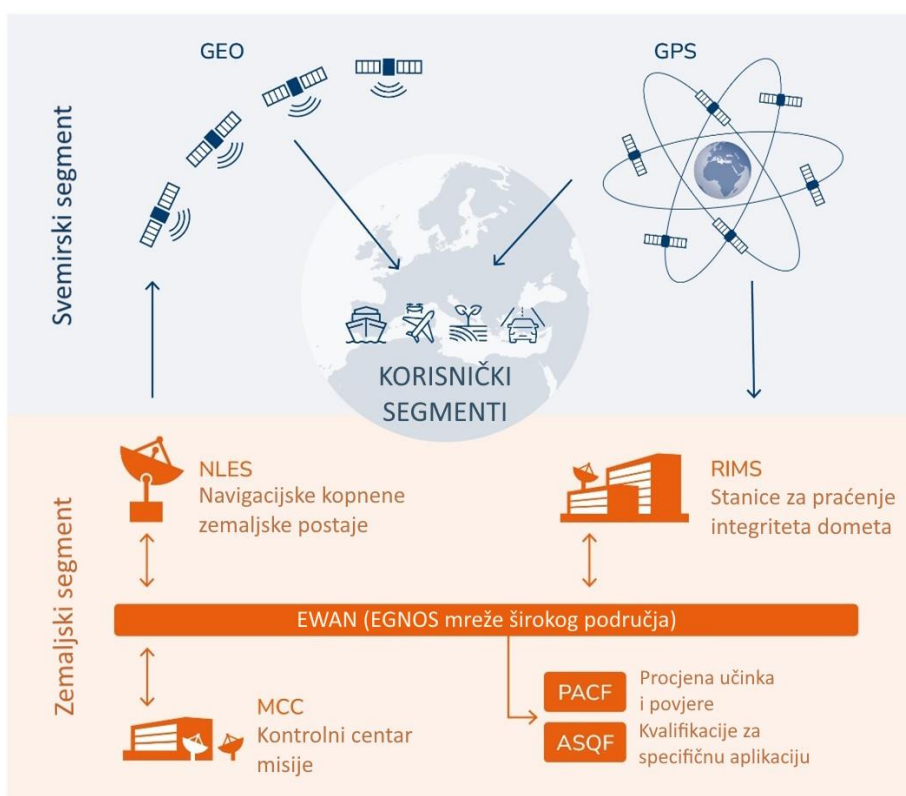 GEO
GPS
Svemirski segment
KORISNIČKI
SEGMENTI
Zemaljski segment
NLES
Navigacijske kopnene
zemaljske postaje
RIMS
Stanice za praćenje
integriteta dometa
EWAN (EGNOS mreže širokog područja)
MCC
Kontrolni centar
misije
PACF
Procjena učinka
i povjere
ASQF
Kvalifikacije za
specifičnu aplikaciju